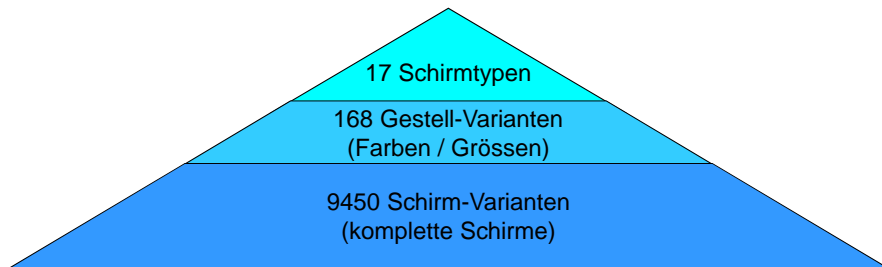 17 Schirmtypen
168 Gestell-Varianten
(Farben / Grössen)
9450 Schirm-Varianten
(komplette Schirme)